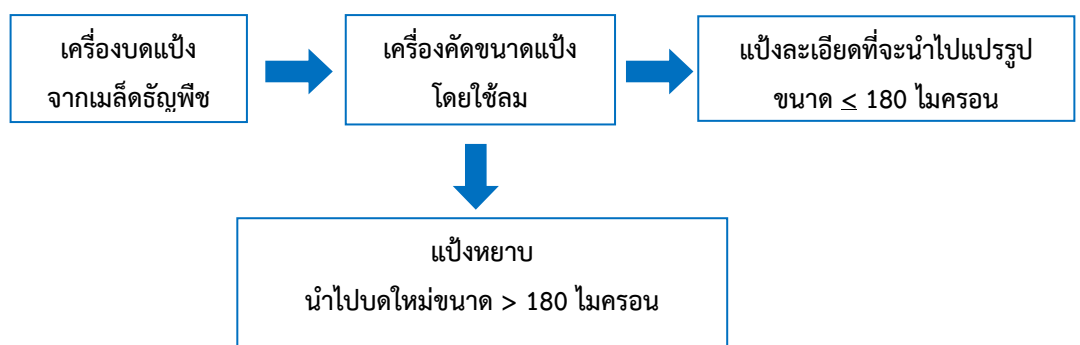 เครื่องบดแป้ง
จากเมล็ดธัญพืช
เครื่องคัดขนาดแป้ง
โดยใช้ลม
แป้งละเอียดที่จะนำไปแปรรูป
ขนาด < 180 ไมครอน
แป้งหยาบ
นำไปบดใหม่ขนาด > 180 ไมครอน